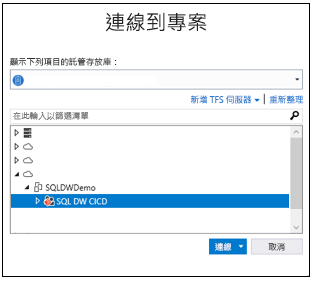 連線到專案
顯示下列項目的託管存放庫：
新增 TFS 伺服器 | 重新整理
在此輸入以篩選清單
SQLDWDemo
SQL DW CICD
連線 取消